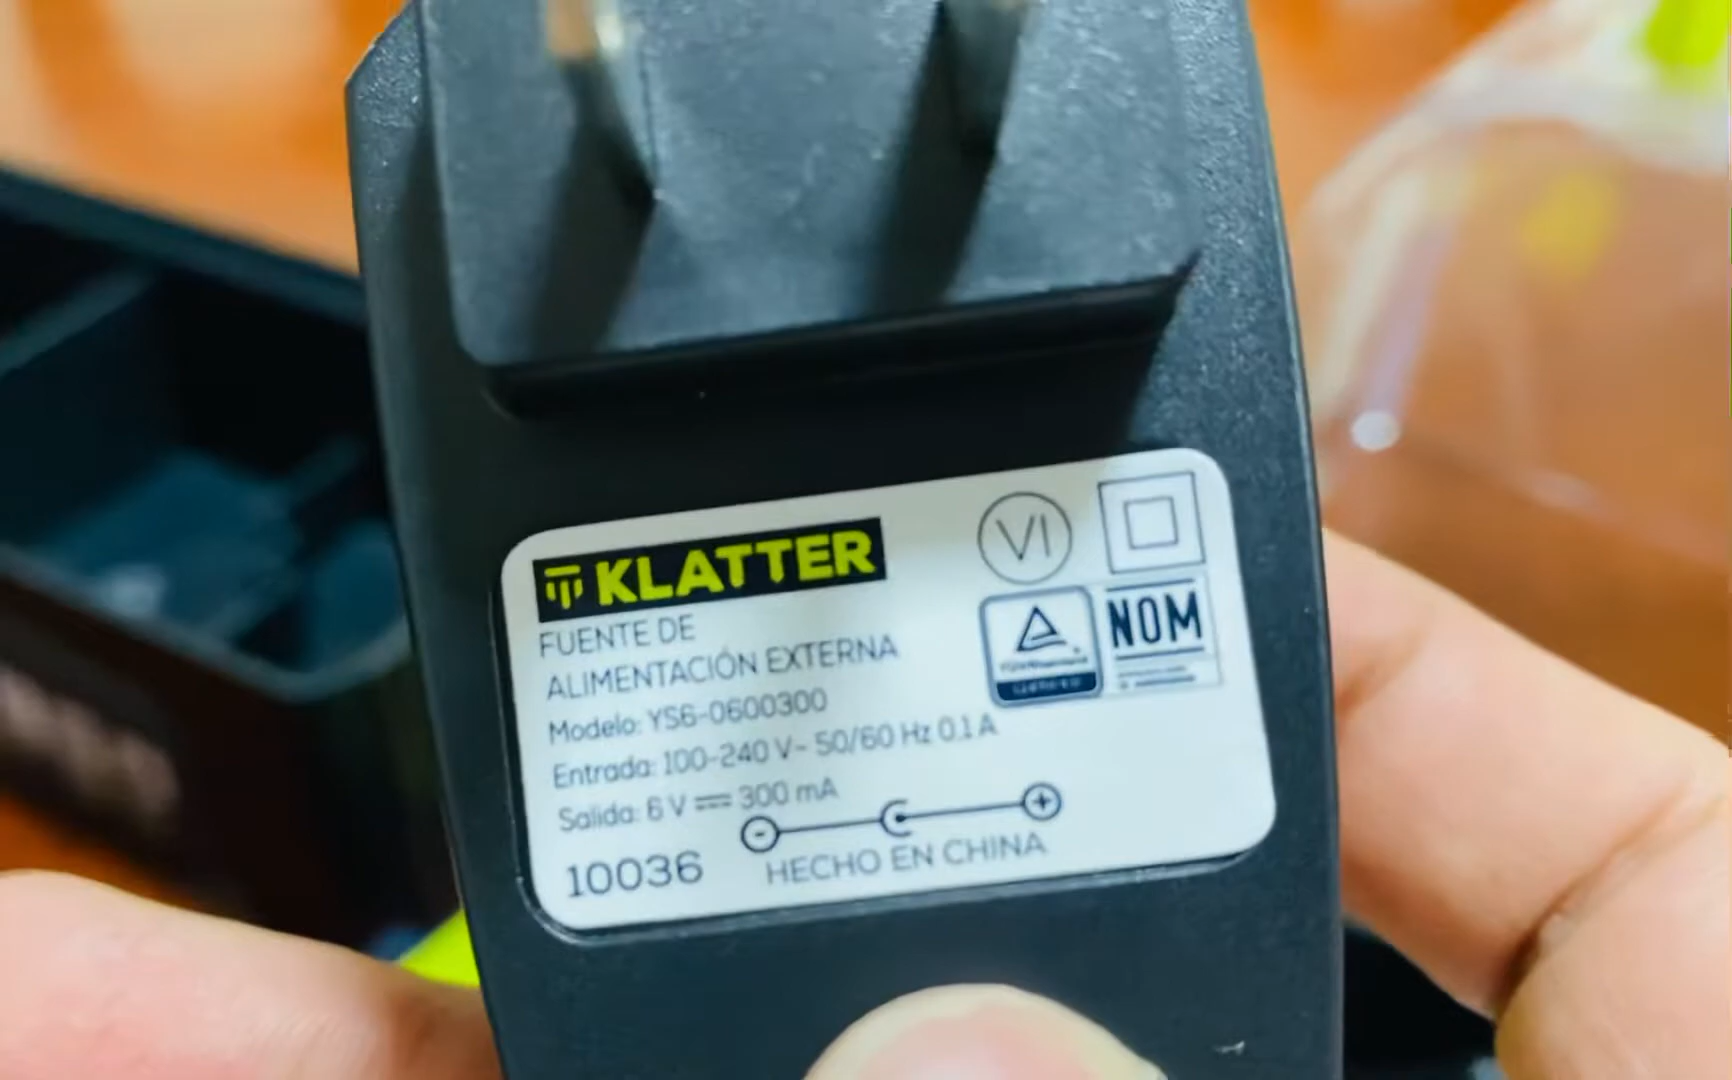 KLATTER
VI
FUENTE DE
ALIMENTACIÓN EXTERNA
NOM
Modelo: YS6-0600300
Entrada: 100-240 V~ 50/60 Hz 0.1 A
Salida: 6 V ⎓ 300 mA
- +
10036
HECHO EN CHINA